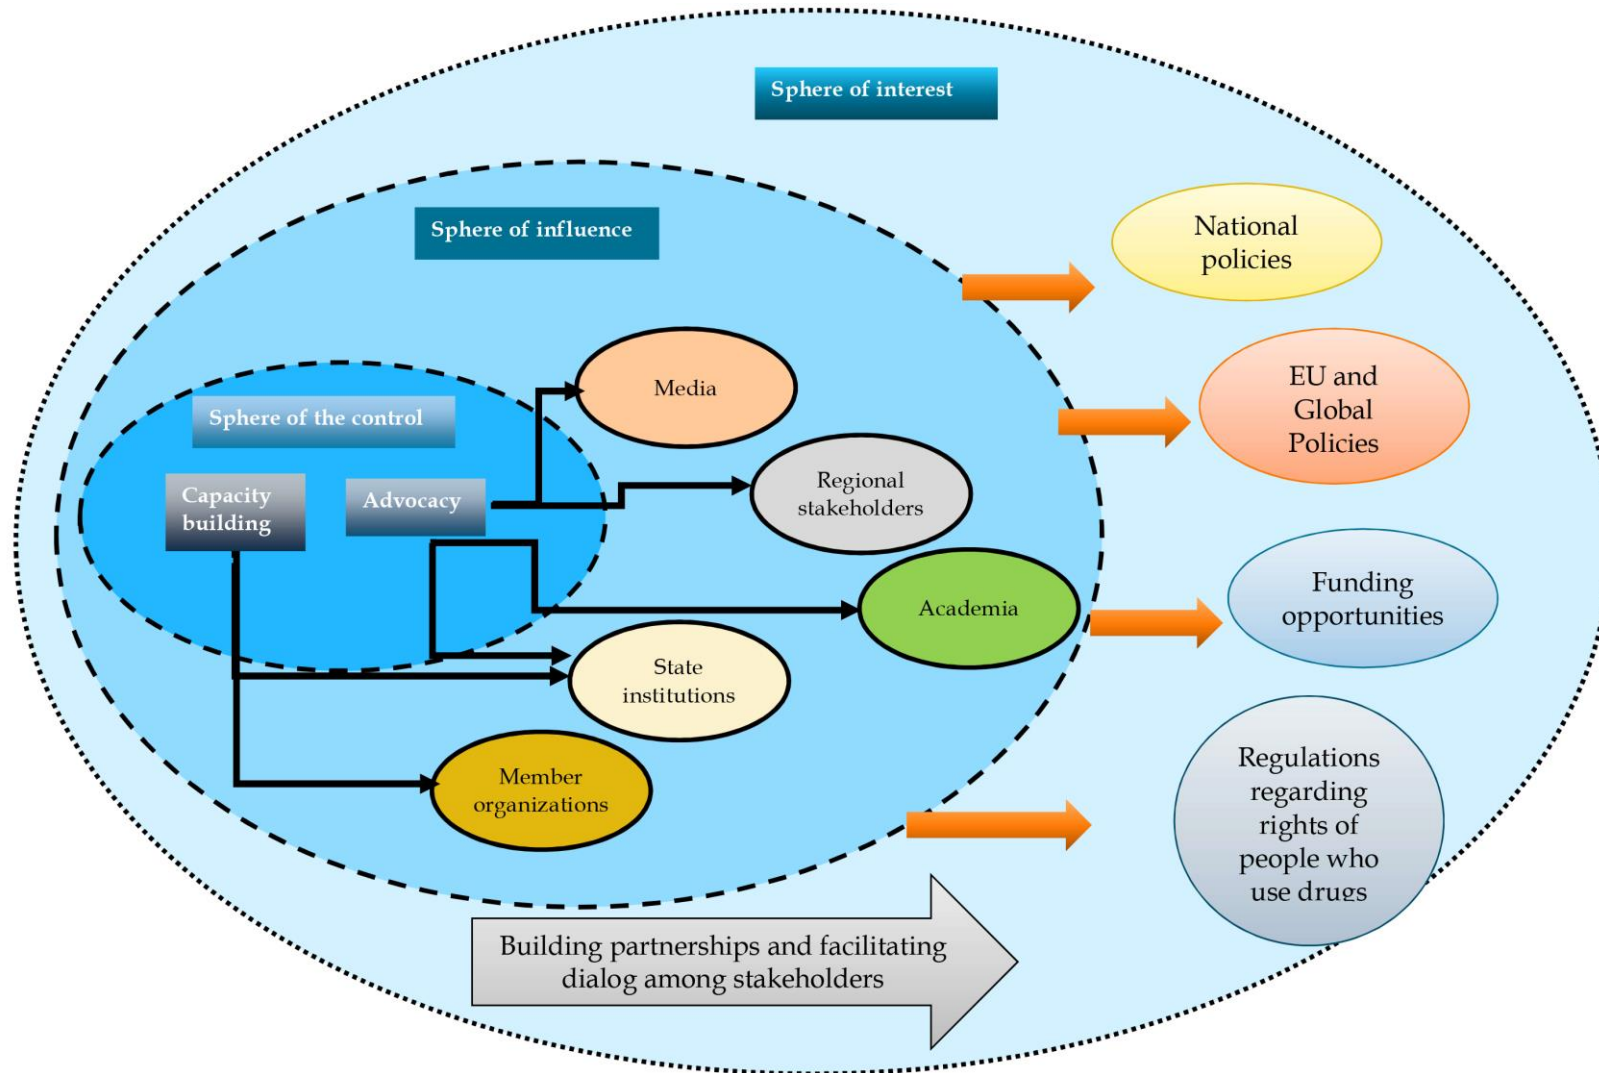 Sphere of interest
Sphere of influence
National
policies
Media
EU and
Global
Policies
Sphere of the control
Capacity
building
Advocacy
Regional
stakeholders
Academia
Funding
opportunities
State
institutions
Member
organizations
Regulations
regarding
rights of
people who
use drugs
Building partnerships and facilitating
dialog among stakeholders